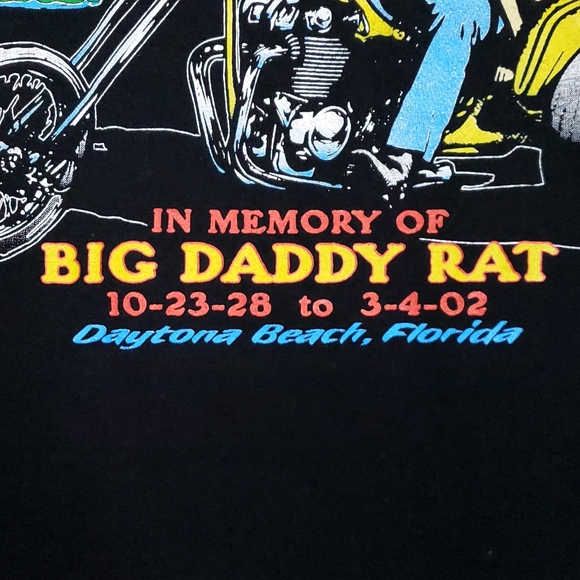 IN MEMORY OF
BIG DADDY RAT
10-23-28 to 3-4-02
Daytona Beach, Florida